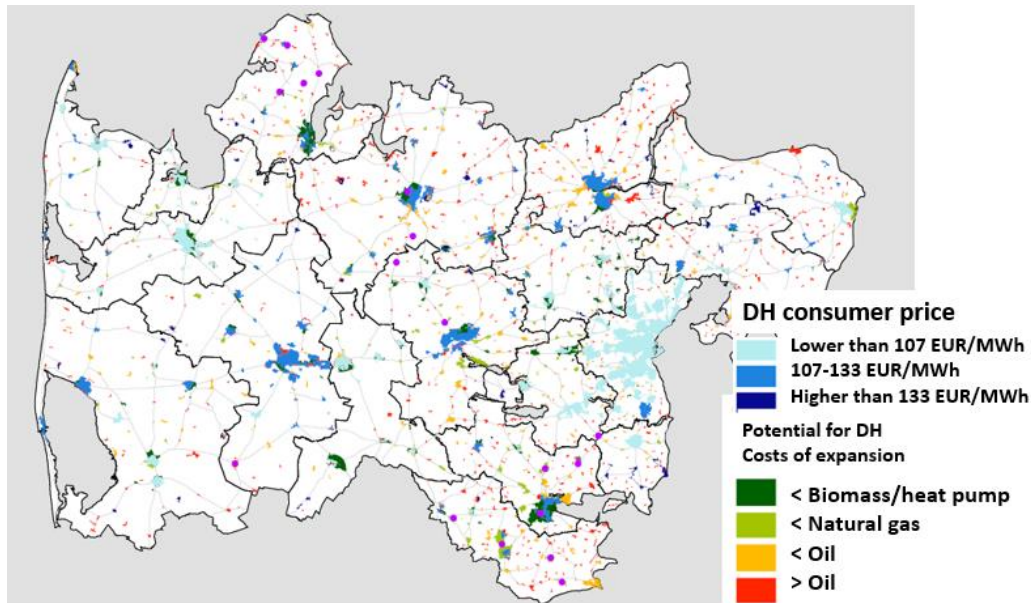 DH consumer price
Lower than 107 EUR/MWh
107-133 EUR/MWh
Higher than 133 EUR/MWh
Potential for DH
Costs of expansion
< Biomass/heat pump
< Natural gas
< Oil
> Oil